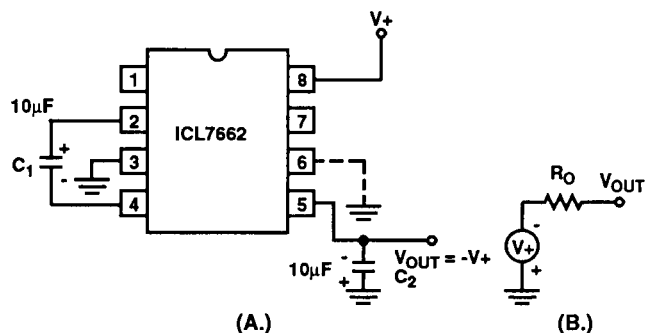 V+
1
8
10μF
2
ICL7662
7
+
C1
-
3
6
4
5
RO
VOUT
-
V+
+
10μF
-
+
VOUT = -V+
C2
(A.)
(B.)